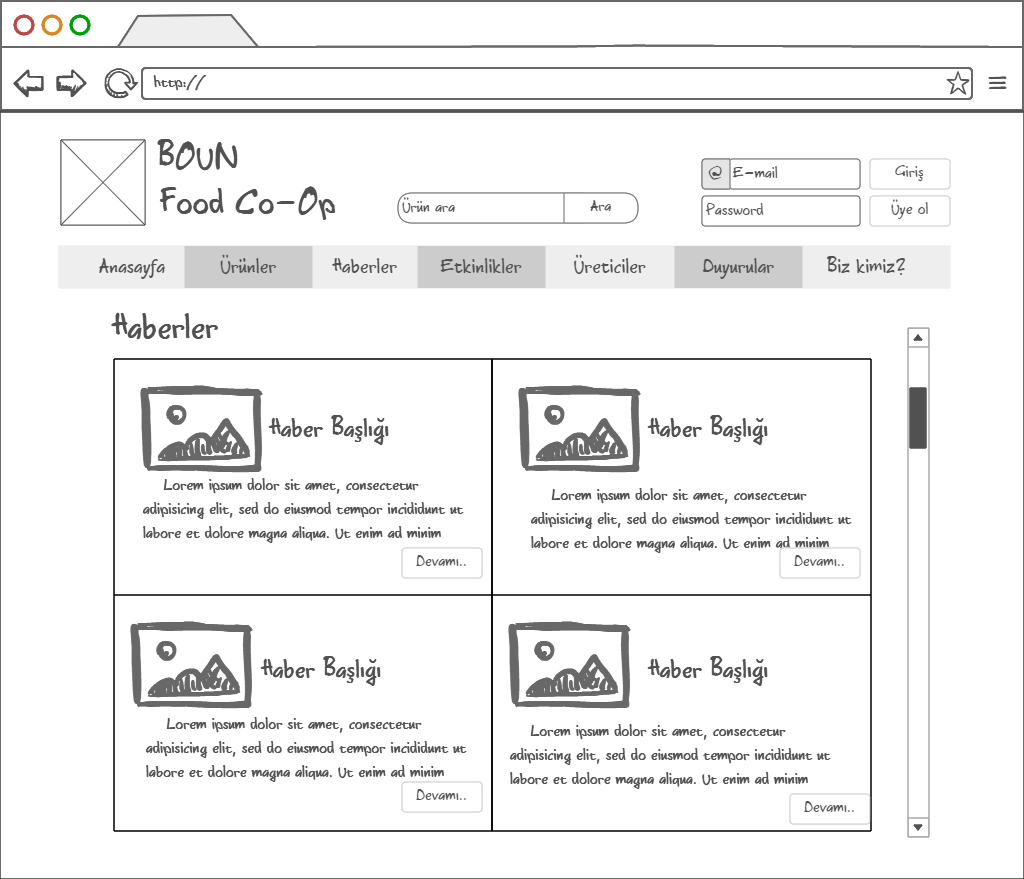 http://
BOUN
Food Co-Op
Ürün ara
Ara
@ E-mail
Giriş
Password
Üye ol
Anasayfa Ürünler Haberler Etkinlikler Üreticiler Duyurular Biz kimiz?
Haberler
Haber Başlığı
Lorem ipsum dolor sit amet, consectetur
adipisicing elit, sed do eiusmod tempor incididunt ut
labore et dolore magna aliqua. Ut enim ad minim
Devamı..
Haber Başlığı
Lorem ipsum dolor sit amet, consectetur
adipisicing elit, sed do eiusmod tempor incididunt ut
labore et dolore magna aliqua. Ut enim ad minim
Devamı..
Haber Başlığı
Lorem ipsum dolor sit amet, consectetur
adipisicing elit, sed do eiusmod tempor incididunt ut
labore et dolore magna aliqua. Ut enim ad minim
Devamı..
Haber Başlığı
Lorem ipsum dolor sit amet, consectetur
adipisicing elit, sed do eiusmod tempor incididunt ut
labore et dolore magna aliqua. Ut enim ad minim
Devamı..